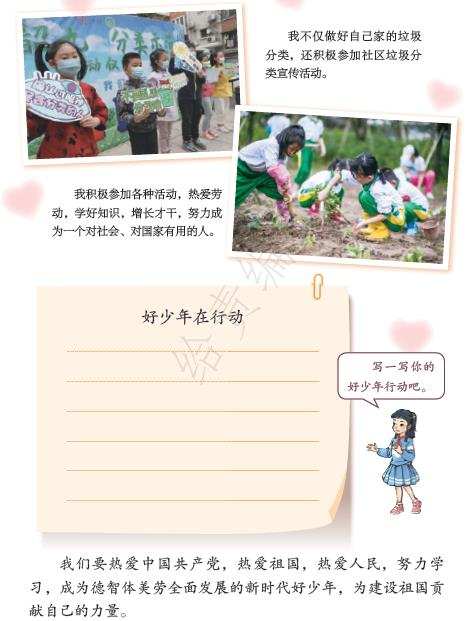 我不仅做好自己家的垃圾
分类，还积极参加社区垃圾分
类宣传活动。
我积极参加各种活动，热爱劳
动，学好知识，增长才干，努力成
为一个对社会、对国家有用的人。
好少年在行动
写一写你的
好少年行动吧。
我们要热爱中国共产党，热爱祖国，热爱人民，努力学
习，成为德智体美劳全面发展的新时代好少年，为建设祖国贡
献自己的力量。